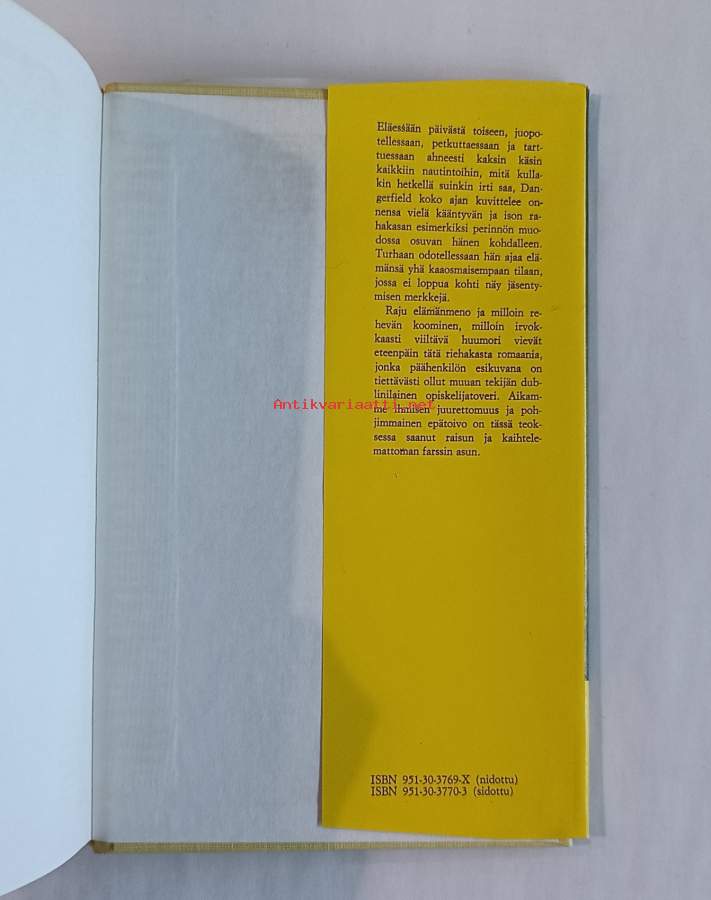 Eläessään päivästä toiseen, juopo-
tellessaan, petkuttaessaan ja tart-
tuessaan ahneesti kaksin käsin
kaikkiin nautintoihin, mitä kulla-
kin hetkellä suinkin irti saa, Dan-
gerfield koko ajan kuvittelee on-
nensa vielä kääntyvän ja ison ra-
hakasan esimerkiksi perinnön muo-
dossa osuvan hänen kohdalleen.
Turhaan odotellessaan hän ajaa elä-
mänsä yhä kaaosmaisempaan tilaan,
jossa ei loppua kohti näy jäsenty-
misen merkkejä.
Raju elämänmeno ja milloin re-
hevän koominen, milloin irvok-
kaasti viiltävä huumori vievät
eteenpäin tätä riehakasta romaania,
jonka päähenkilön esikuvana on
tiettävästi ollut muuan tekijän dub-
linilainen opiskelijatoveri. Aikam-
me ihmisen juurettomuus ja poh-
jimmainen epätoivo on tässä teok-
sessa saanut raisun ja kaihtele-
mattoman farssin asun.
Antikvariaatti.net
ISBN 951-30-3769-X (nidottu)
ISBN 951-30-3770-3 (sidottu)